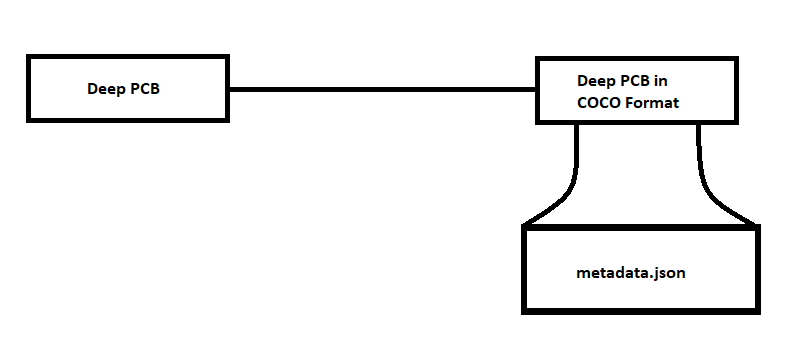 Deep PCB
Deep PCB in
COCO Format
metadata.json